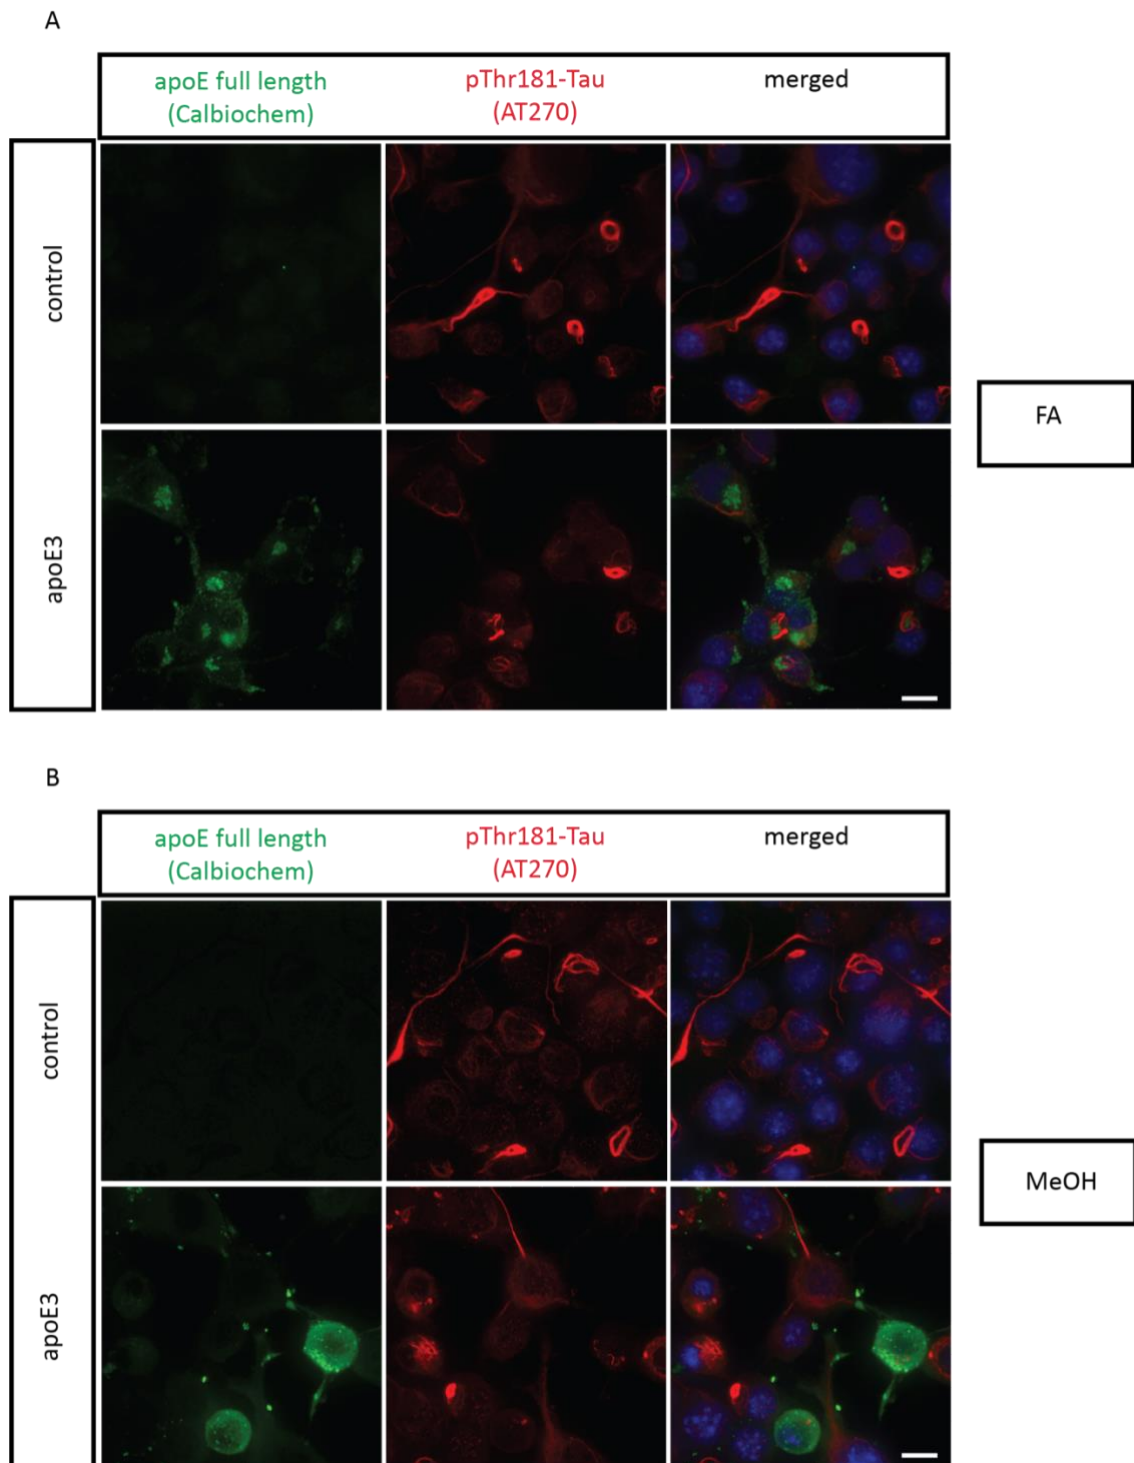 A
apoE full length
(Calbiochem)
pThr181-Tau
(AT270)
merged
control
apoE3
FA
B
apoE full length
(Calbiochem)
pThr181-Tau
(AT270)
merged
control
apoE3
MeOH